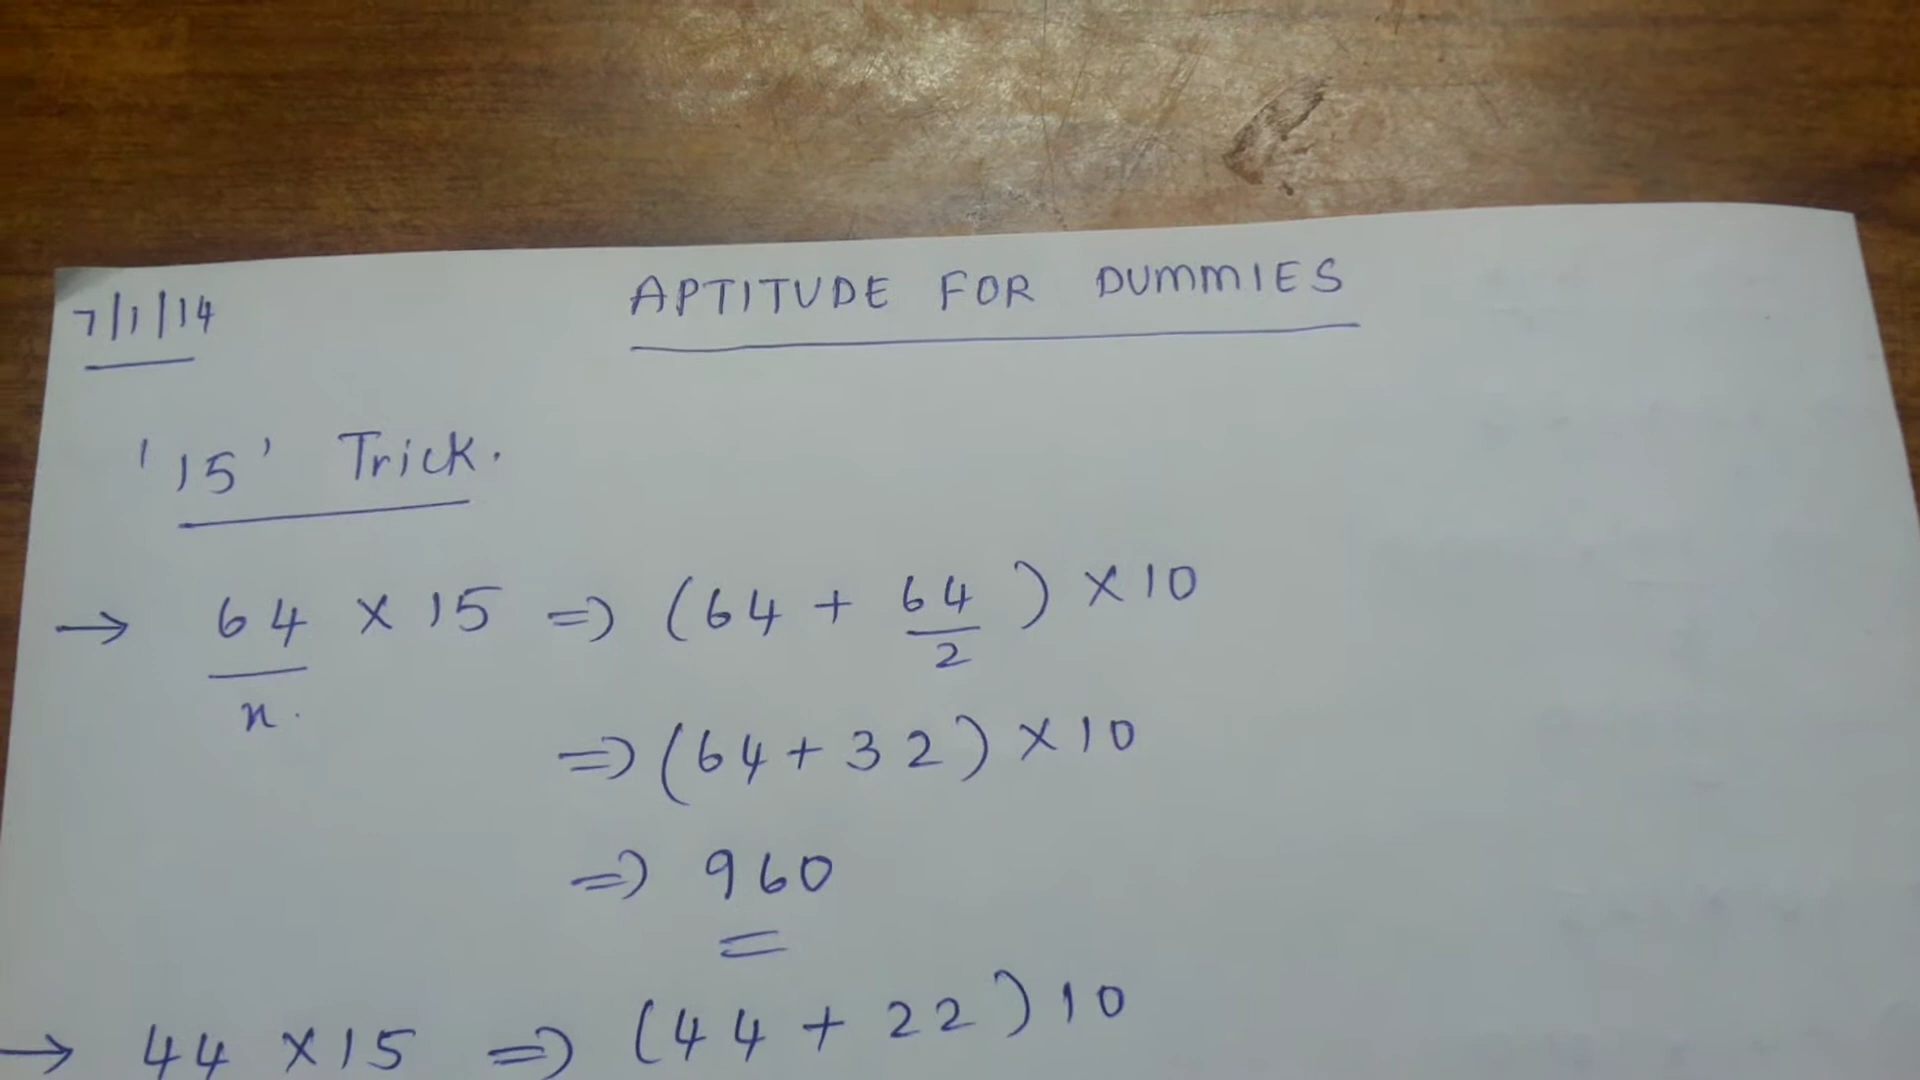 7/1/14
APTITUDE FOR DUMMIES
'15' Trick.
→ 64 × 15 ⇒ (64 + 64/2) × 10
n.
⇒ (64 + 32) × 10
⇒ 960
→ 44 × 15 ⇒ (44 + 22) 10